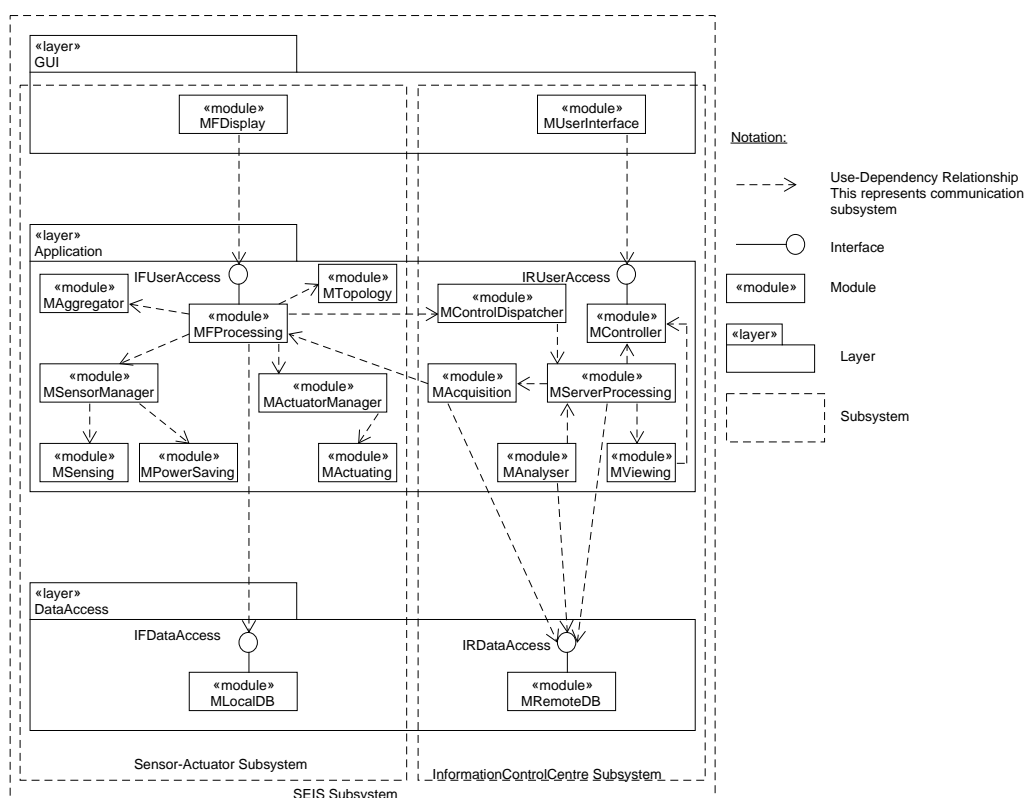 «layer»
GUI
«module»
MFDisplay
«module»
MUserInterface
Notation:
Use-Dependency Relationship
This represents communication
subsystem
Interface
«module»
Module
«layer»
Layer
Subsystem
«layer»
Application
IFUserAccess
IRUserAccess
«module»
MAggregator
«module»
MTopology
«module»
MFProcessing
«module»
MControlDispatcher
«module»
MController
«module»
MSensorManager
«module»
MActuatorManager
«module»
MAcquisition
«module»
MServerProcessing
«module»
MSensing
«module»
MPowerSaving
«module»
MActuating
«module»
MAnalyser
«module»
MViewing
«layer»
DataAccess
IFDataAccess
IRDataAccess
«module»
MLocalDB
«module»
MRemoteDB
Sensor-Actuator Subsystem
InformationControlCentre Subsystem
SEIS Subsystem